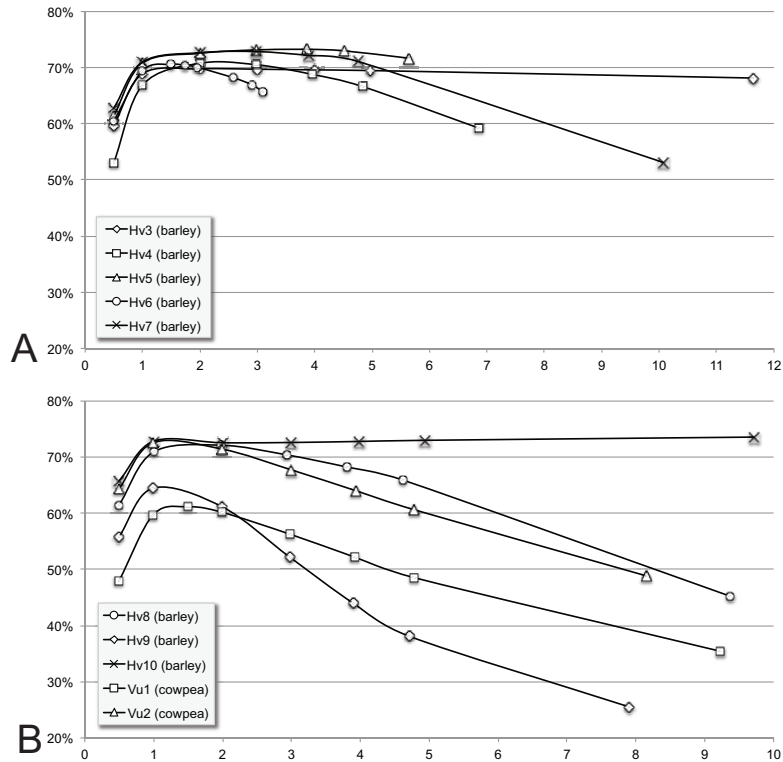 80%
70%
60%
50%
40%
30%
20%
Hv3 (barley)
Hv4 (barley)
Hv5 (barley)
Hv6 (barley)
Hv7 (barley)
A
0 1 2 3 4 5 6 7 8 9 10 11 12
80%
70%
60%
50%
40%
30%
20%
Hv8 (barley)
Hv9 (barley)
Hv10 (barley)
Vu1 (cowpea)
Vu2 (cowpea)
B
0 1 2 3 4 5 6 7 8 9 10